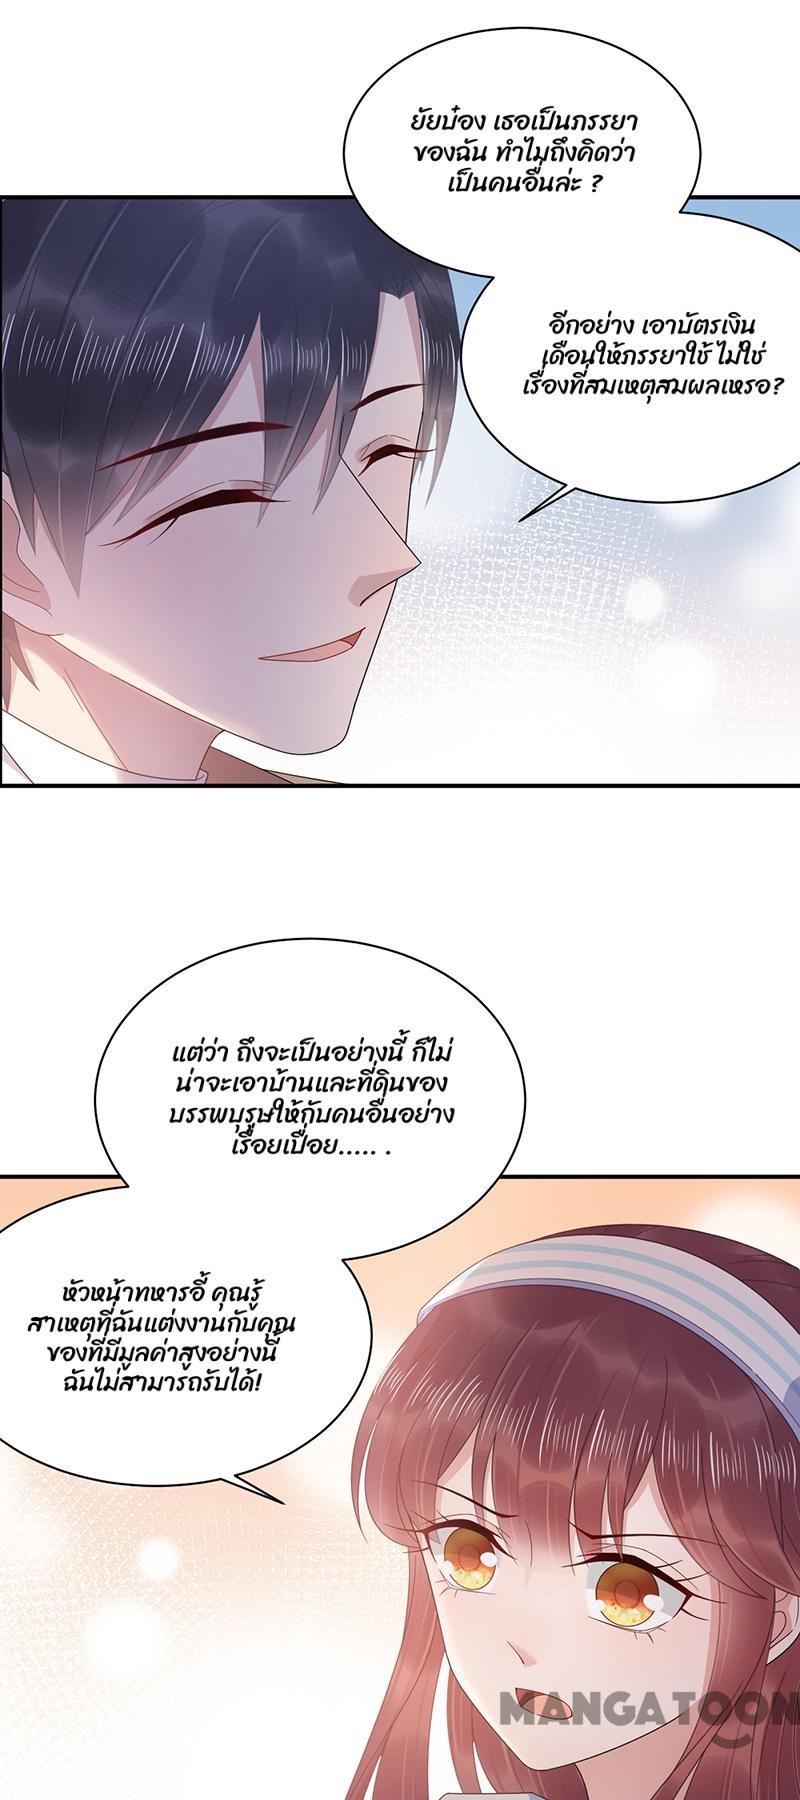 ยัยบ๋อง เธอเป็นภรรยา
ของฉัน ทำไมถึงคิดว่า
เป็นคนอื่นล่ะ ?
อีกอย่าง เอาบัตรเงิน
เดือนให้ภรรยาใช้ ไม่ใช่
เรื่องที่สมเหตุสมผลเหรอ?
แต่ว่า ถึงจะเป็นอย่างนี้ ก็ไม่
น่าจะเอาบ้านและที่ดินของ
บรรพบุรุษให้กับคนอื่นอย่าง
เรื่อยเปื่อย..... .
หัวหน้าทหารอี้ คุณรู้
สาเหตุที่ฉันแต่งงานกับคุณ
ของที่มีมูลค่าสูงอย่างนี้
ฉันไม่สามารถรับได้!
MANGATOON